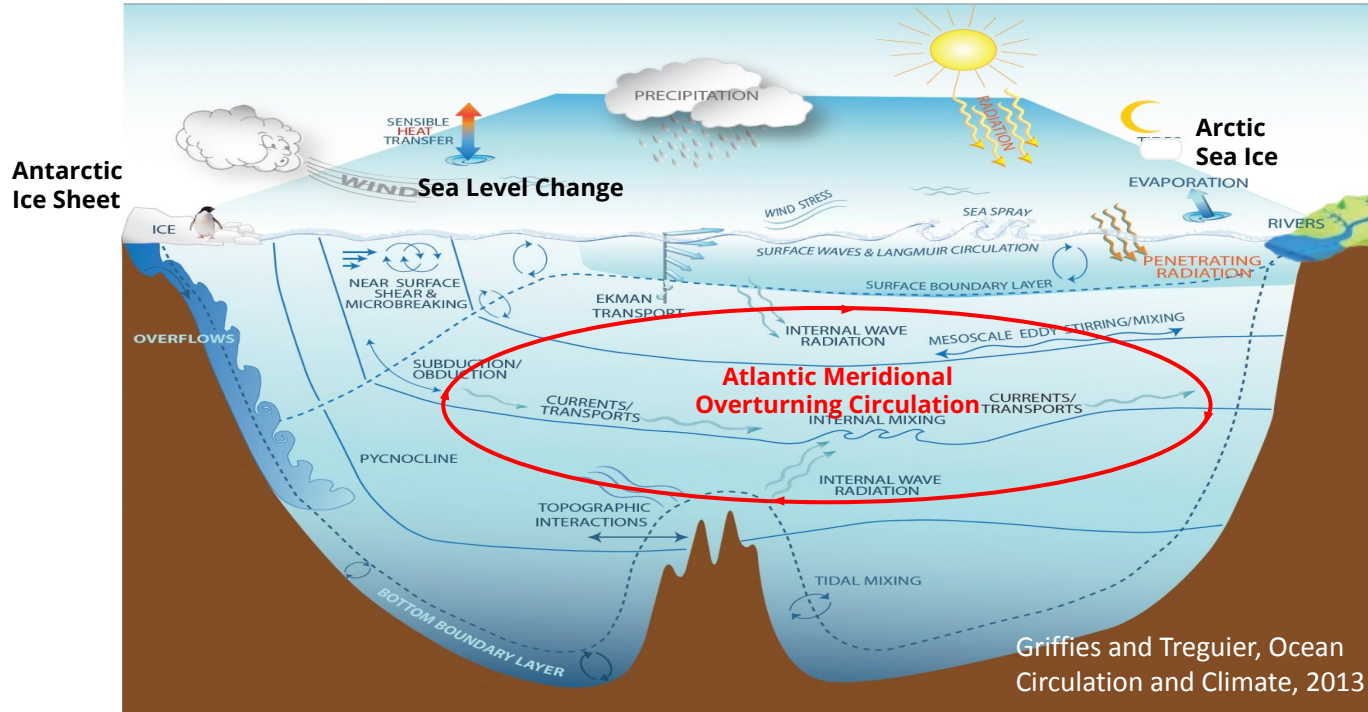 PRECIPITATION
SENSIBLE
HEAT
TRANSFER
RADIATION
Arctic
Sea Ice
Antarctic
Ice Sheet
WIND
Sea Level Change
EVAPORATION
ICE
WIND STRESS
SEA SPRAY
RIVERS
SURFACE WAVES & LANGMUIR CIRCULATION
PENETRATING
RADIATION
NEAR SURFACE
SHEAR &
MICROBREAKING
SURFACE BOUNDARY LAYER
EKMAN
TRANSPORT
OVERFLOWS
INTERNAL WAVE
RADIATION
MESOSCALE EDDY STIRRING/MIXING
SUBDUCTION/
OBDUCTION
Atlantic Meridional
Overturning Circulation
CURRENTS/
TRANSPORTS
CURRENTS/
TRANSPORTS
INTERNAL MIXING
PYCNOCLINE
INTERNAL WAVE
RADIATION
TOPOGRAPHIC
INTERACTIONS
TIDAL MIXING
BOTTOM BOUNDARY LAYER
Griffies and Treguier, Ocean
Circulation and Climate, 2013